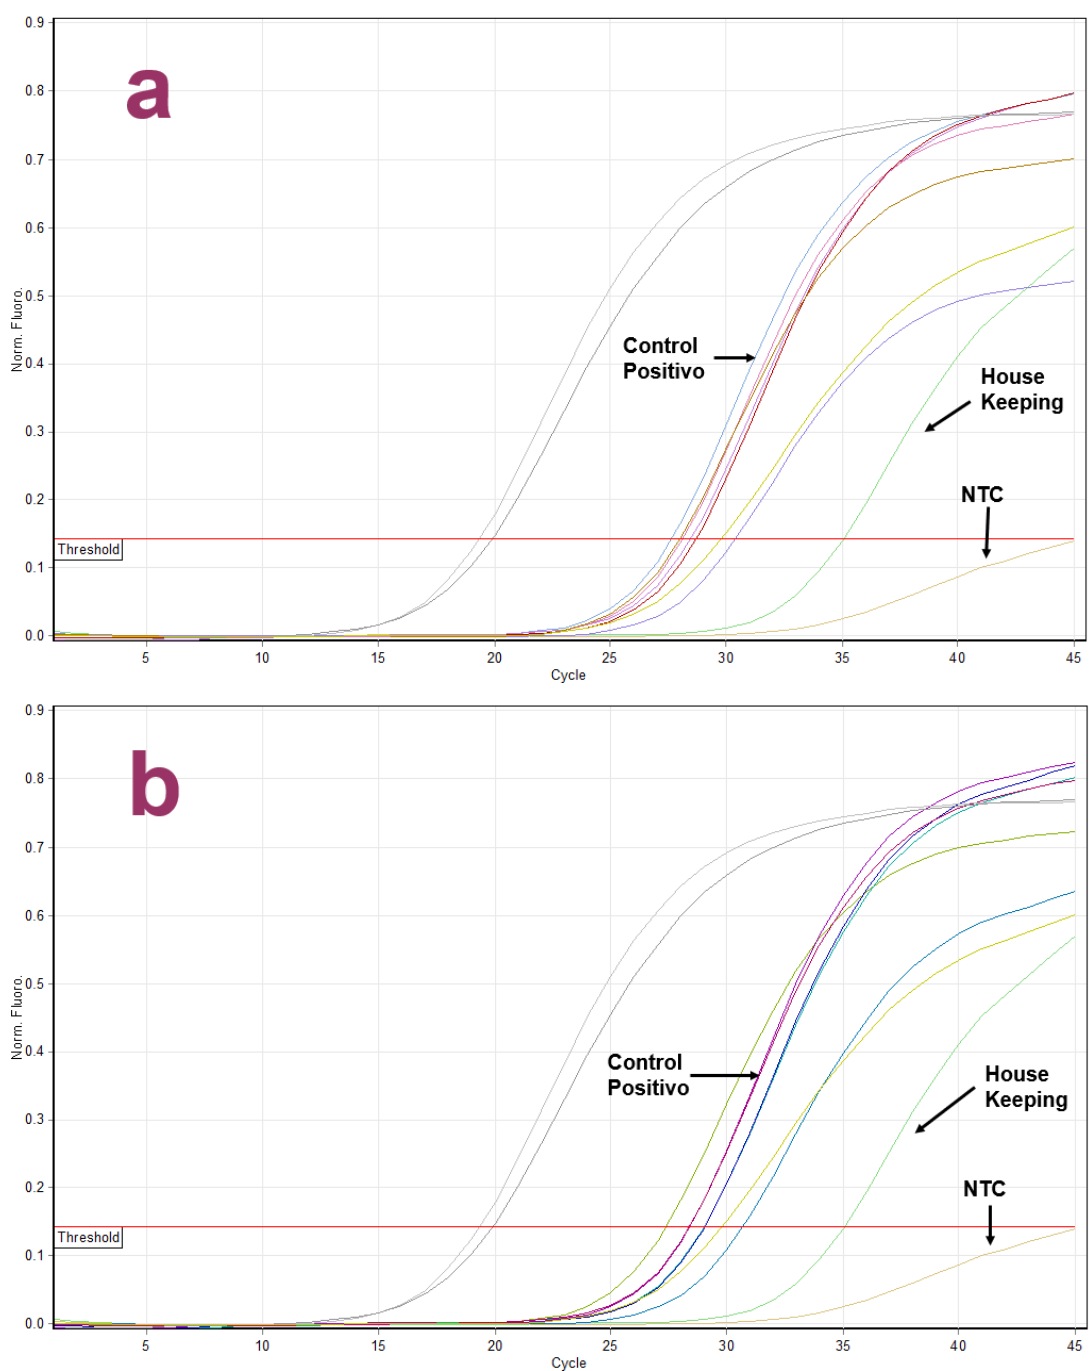 a
0.9
0.8
0.7
0.6
0.5
0.4
0.3
0.2
0.1
0.0
Norm. Fluoro.
Control
Positivo
House
Keeping
NTC
Threshold
5 10 15 20 25 30 35 40 45
Cycle
b
0.9
0.8
0.7
0.6
0.5
0.4
0.3
0.2
0.1
0.0
Norm. Fluoro.
Control
Positivo
House
Keeping
NTC
Threshold
5 10 15 20 25 30 35 40 45
Cycle